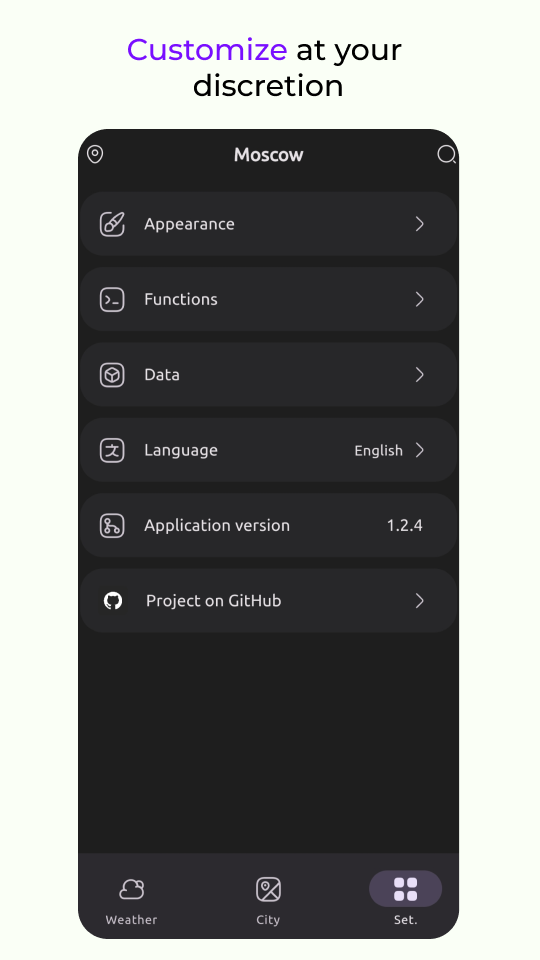 Customize at your
discretion
Moscow
Appearance
Functions
Data
Language English
Application version 1.2.4
Project on GitHub
Weather City Set.